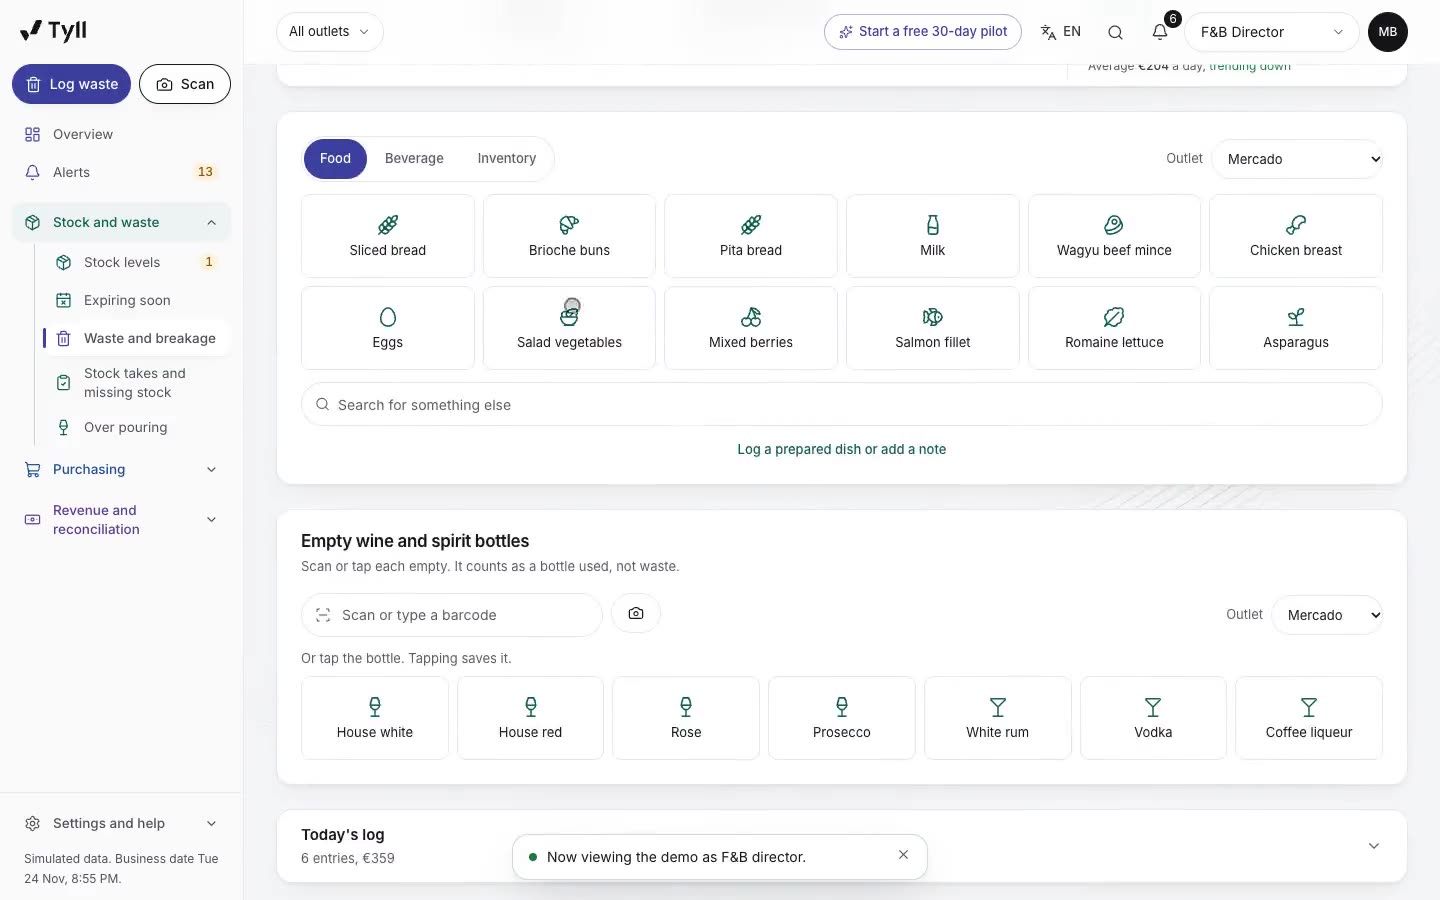 Tyll
All outlets
Start a free 30-day pilot
EN
6
F&B Director
MB
Log waste
Scan
Overview
Alerts
13
Stock and waste
Stock levels
1
Expiring soon
Waste and breakage
Stock takes and
missing stock
Over pouring
Purchasing
Revenue and
reconciliation
Settings and help
Simulated data. Business date Tue
24 Nov, 8:55 PM.
Average €204 a day, trending down
Food
Beverage
Inventory
Outlet
Mercado
Sliced bread
Brioche buns
Pita bread
Milk
Wagyu beef mince
Chicken breast
Eggs
Salad vegetables
Mixed berries
Salmon fillet
Romaine lettuce
Asparagus
Search for something else
Log a prepared dish or add a note
Empty wine and spirit bottles
Scan or tap each empty. It counts as a bottle used, not waste.
Scan or type a barcode
Outlet
Mercado
Or tap the bottle. Tapping saves it.
House white
House red
Rose
Prosecco
White rum
Vodka
Coffee liqueur
Today's log
6 entries, €359
Now viewing the demo as F&B director.